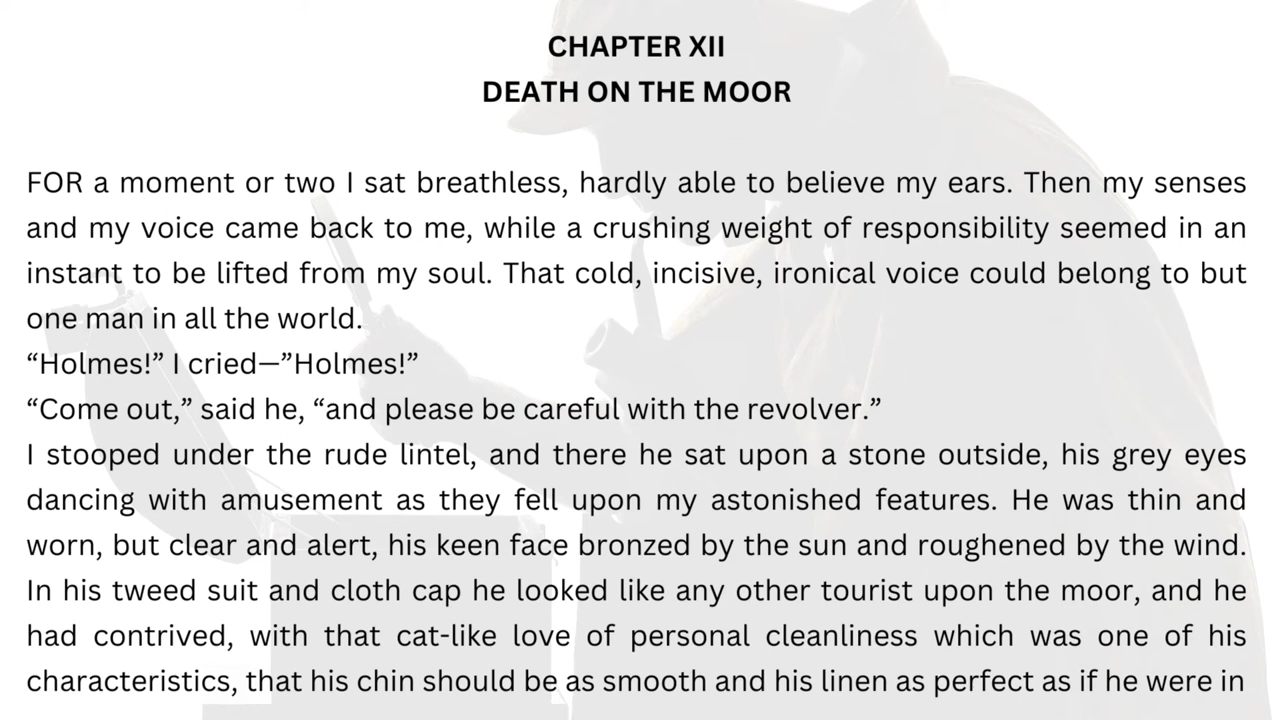 CHAPTER XII
DEATH ON THE MOOR
FOR a moment or two I sat breathless, hardly able to believe my ears. Then my senses
and my voice came back to me, while a crushing weight of responsibility seemed in an
instant to be lifted from my soul. That cold, incisive, ironical voice could belong to but
one man in all the world.
“Holmes!” I cried—”Holmes!”
“Come out,” said he, “and please be careful with the revolver.”
I stooped under the rude lintel, and there he sat upon a stone outside, his grey eyes
dancing with amusement as they fell upon my astonished features. He was thin and
worn, but clear and alert, his keen face bronzed by the sun and roughened by the wind.
In his tweed suit and cloth cap he looked like any other tourist upon the moor, and he
had contrived, with that cat-like love of personal cleanliness which was one of his
characteristics, that his chin should be as smooth and his linen as perfect as if he were in